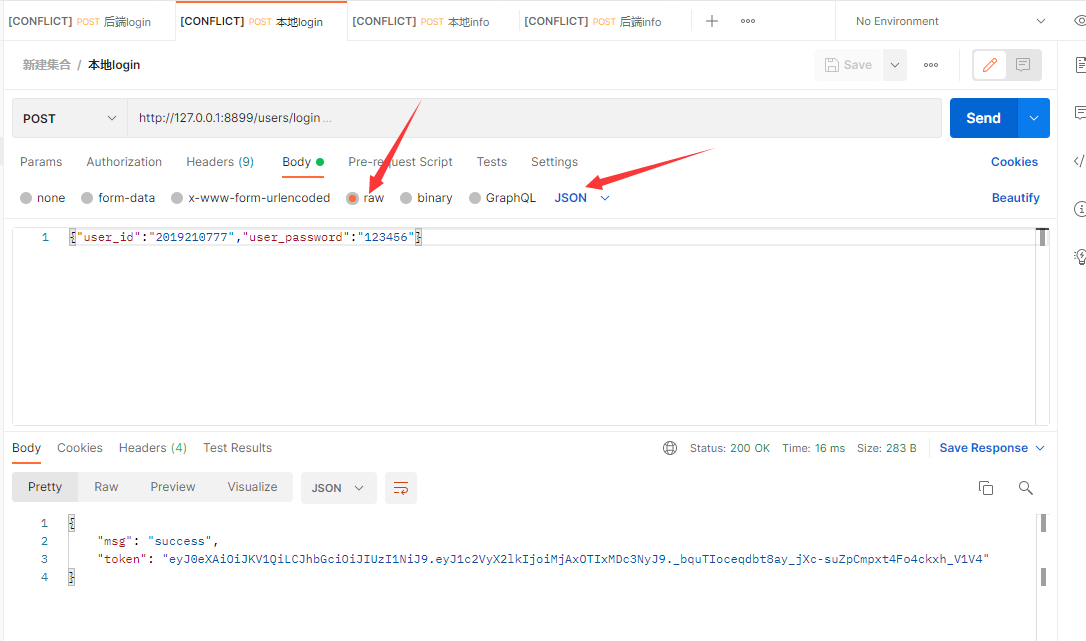 [CONFLICT] POST 后端login [CONFLICT] POST 本地login [CONFLICT] POST 本地info [CONFLICT] POST 后端info No Environment
新建集合 / 本地login Save
POST http://127.0.0.1:8899/users/login ... Send
Params Authorization Headers (9) Body Pre-request Script Tests Settings Cookies
none form-data x-www-form-urlencoded raw binary GraphQL JSON Beautify
1 {"user_id":"2019210777","user_password":"123456"}
Body Cookies Headers (4) Test Results Status: 200 OK Time: 16 ms Size: 283 B Save Response
Pretty Raw Preview Visualize JSON
1 {
2 "msg": "success",
3 "token": "eyJ0eXAiOiJKV1QiLCJhbGciOiJIUzI1NiJ9.eyJ1c2VyX2lkIjoiMjAxOTIxMDc3NyJ9._bquTIoceqdbt8ay_jXc-suZpCmpxt4Fo4ckxh_V1V4"
4 }